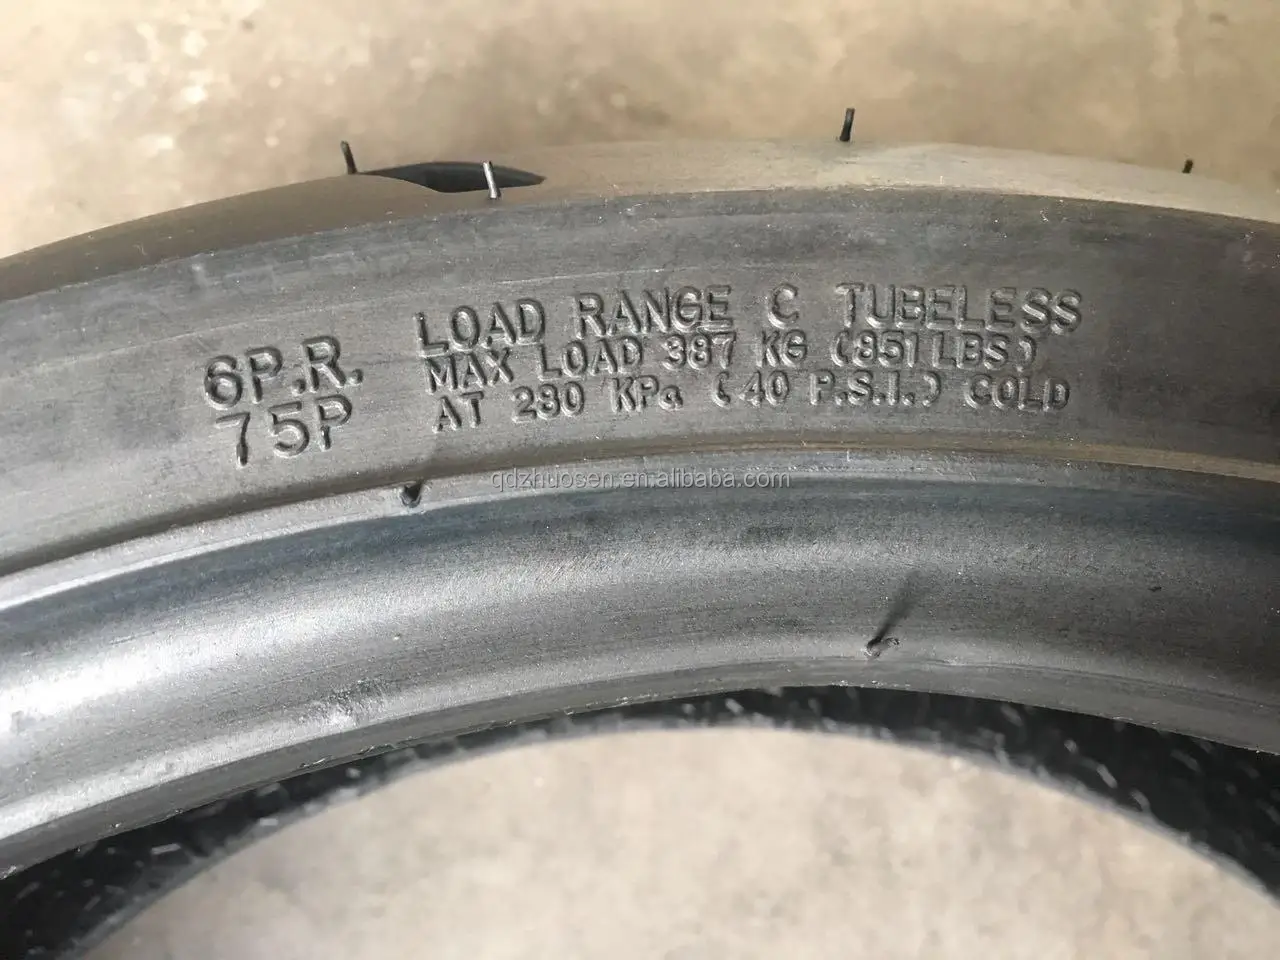 6P.R.
75P
LOAD RANGE C TUBELESS
MAX LOAD 387 KG (851 LBS)
AT 280 KPa (40 P.S.I.) COLD
qdzhuosen.en.alibaba.com